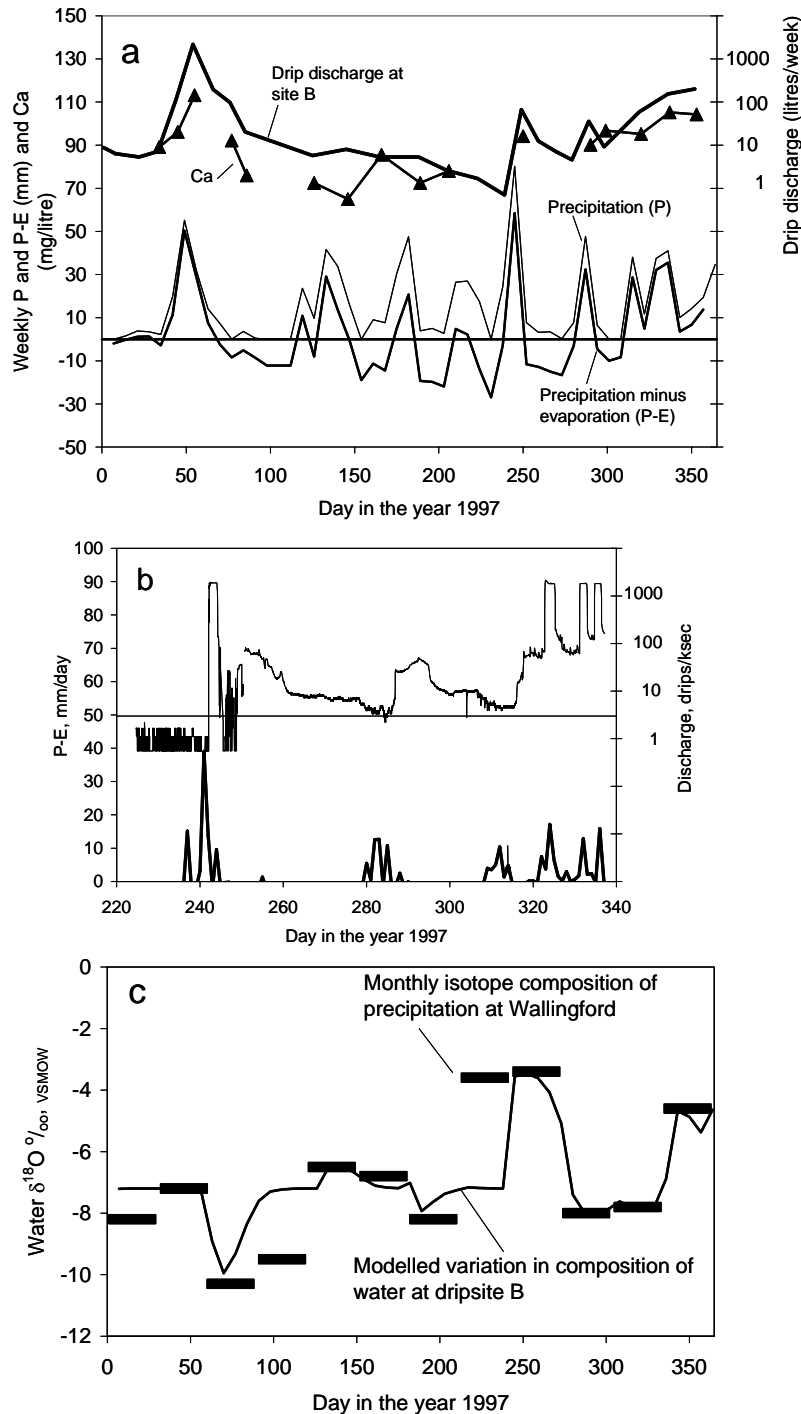 a
150
130
110
90
70
50
30
10
-10
-30
-50
1000
100
10
1
Weekly P and P-E (mm) and Ca
(mg/litre)
Drip discharge (litres/week)
Drip discharge at
site B
Ca
Precipitation (P)
Precipitation minus
evaporation (P-E)
0 50 100 150 200 250 300 350
Day in the year 1997
b
100
90
80
70
60
50
40
30
20
10
0
1000
100
10
1
P-E, mm/day
Discharge, drips/ksec
220 240 260 280 300 320 340
Day in the year 1997
c
0
-2
-4
-6
-8
-10
-12
Water δ18O o/oo, VSMOW
Monthly isotope composition of
precipitation at Wallingford
Modelled variation in composition of
water at dripsite B
0 50 100 150 200 250 300 350
Day in the year 1997